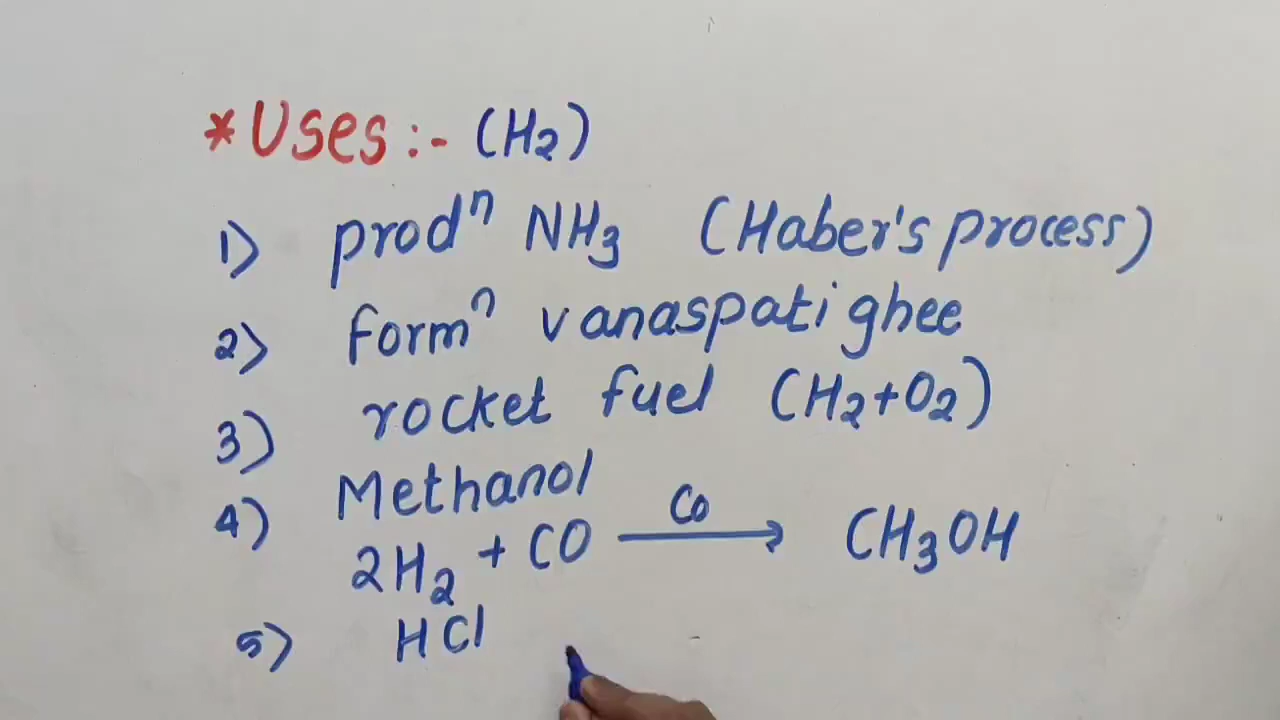 *Uses:- (H2)
1) prodⁿ NH3 (Haber's process)
2) formⁿ vanaspati ghee
3) rocket fuel (H2+O2)
4) Methanol
Co
2H2 + CO ⟶ CH3OH
5) HCl